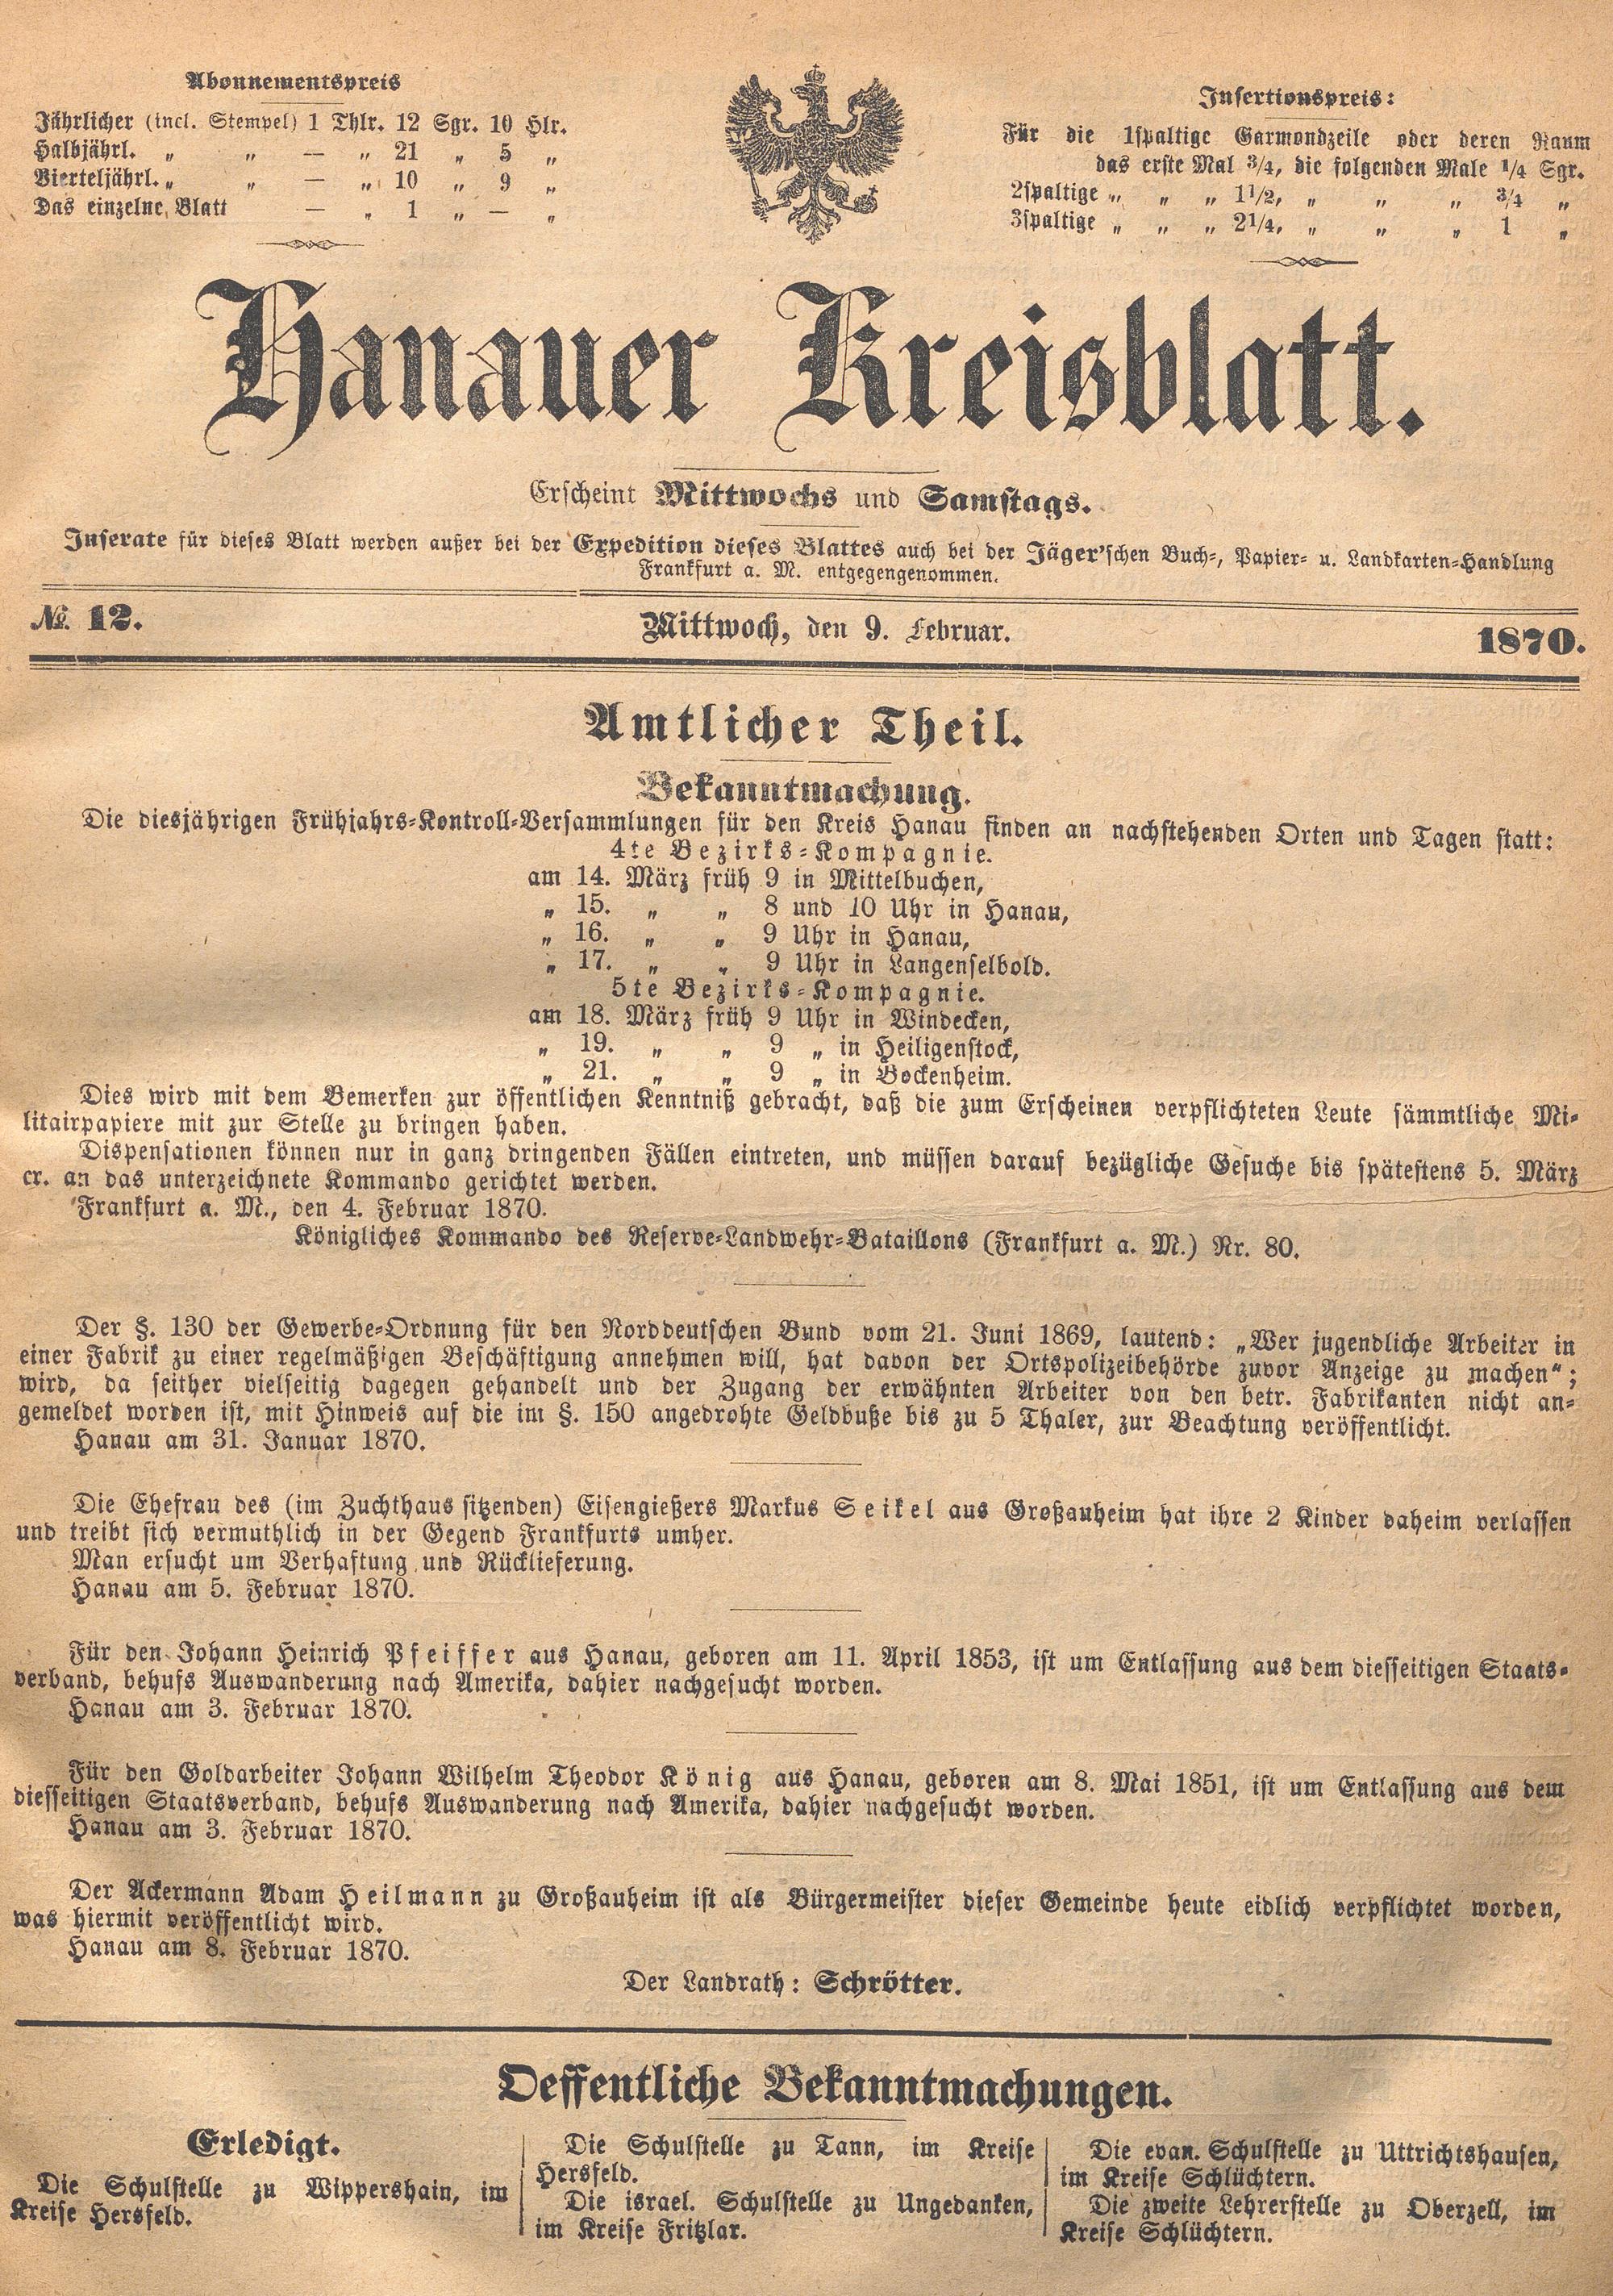 Abonnementspreis
Jährlicher (incl. Stempel) 1 Thlr. 12 Sgr. 10 Hlr.
Halbjährl. „ „ — „ 21 „ 5 „
Vierteljährl. „ „ — „ 10 „ 9 „
Das einzelne Blatt — „ 1 „ — „
Insertionspreis:
Für die 1spaltige Garmondzeile oder deren Raum
das erste Mal 3/4, die folgenden Male 1/4 Sgr.
2spaltige „ „ „ 1 1/2, „ „ „ 3/4 „
3spaltige „ „ „ 2 1/4, „ „ „ 1 „
Hanauer Kreisblatt.
Erscheint Mittwochs und Samstags.
Inserate für dieses Blatt werden außer bei der Expedition dieses Blattes auch bei der Jäger'schen Buch-, Papier- u. Landkarten-Handlung
Frankfurt a. M. entgegengenommen.
№ 12.
Mittwoch, den 9. Februar.
1870.
Amtlicher Theil.
Bekanntmachung.
Die diesjährigen Frühjahrs-Kontroll-Versammlungen für den Kreis Hanau finden an nachstehenden Orten und Tagen statt:
4te Bezirks-Kompagnie.
am 14. März früh 9 in Mittelbuchen,
„ 15. „ „ 8 und 10 Uhr in Hanau,
„ 16. „ „ 9 Uhr in Hanau,
„ 17. „ „ 9 Uhr in Langenselbold.
5te Bezirks-Kompagnie.
am 18. März früh 9 Uhr in Windecken,
„ 19. „ „ 9 „ in Heiligenstock,
„ 21. „ „ 9 „ in Bockenheim.
Dies wird mit dem Bemerken zur öffentlichen Kenntniß gebracht, daß die zum Erscheinen verpflichteten Leute sämmtliche Mi-
litairpapiere mit zur Stelle zu bringen haben.
Dispensationen können nur in ganz dringenden Fällen eintreten, und müssen darauf bezügliche Gesuche bis spätestens 5. März
cr. an das unterzeichnete Kommando gerichtet werden.
Frankfurt a. M., den 4. Februar 1870.
Königliches Kommando des Reserve-Landwehr-Bataillons (Frankfurt a. M.) Nr. 80.
Der §. 130 der Gewerbe-Ordnung für den Norddeutschen Bund vom 21. Juni 1869, lautend: „Wer jugendliche Arbeiter in
einer Fabrik zu einer regelmäßigen Beschäftigung annehmen will, hat davon der Ortspolizeibehörde zuvor Anzeige zu machen“;
wird, da seither vielseitig dagegen gehandelt und der Zugang der erwähnten Arbeiter von den betr. Fabrikanten nicht an-
gemeldet worden ist, mit Hinweis auf die im §. 150 angedrohte Geldbuße bis zu 5 Thaler, zur Beachtung veröffentlicht.
Hanau am 31. Januar 1870.
Die Ehefrau des (im Zuchthaus sitzenden) Eisengießers Markus Seikel aus Großauheim hat ihre 2 Kinder daheim verlassen
und treibt sich vermuthlich in der Gegend Frankfurts umher.
Man ersucht um Verhaftung und Rücklieferung.
Hanau am 5. Februar 1870.
Für den Johann Heinrich Pfeiffer aus Hanau, geboren am 11. April 1853, ist um Entlassung aus dem diesseitigen Staats-
verband, behufs Auswanderung nach Amerika, dahier nachgesucht worden.
Hanau am 3. Februar 1870.
Für den Goldarbeiter Johann Wilhelm Theodor König aus Hanau, geboren am 8. Mai 1851, ist um Entlassung aus dem
diesseitigen Staatsverband, behufs Auswanderung nach Amerika, dahier nachgesucht worden.
Hanau am 3. Februar 1870.
Der Ackermann Adam Heilmann zu Großauheim ist als Bürgermeister dieser Gemeinde heute eidlich verpflichtet worden,
was hiermit veröffentlicht wird.
Hanau am 8. Februar 1870.
Der Landrath: Schrötter.
Oeffentliche Bekanntmachungen.
Erledigt.
Die Schulstelle zu Wippershain, im
Kreise Hersfeld.
Die Schulstelle zu Tann, im Kreise
Hersfeld.
Die israel. Schulstelle zu Ungedanken,
im Kreise Fritzlar.
Die evan. Schulstelle zu Uttrichtshausen,
im Kreise Schlüchtern.
Die zweite Lehrerstelle zu Oberzell, im
Kreise Schlüchtern.